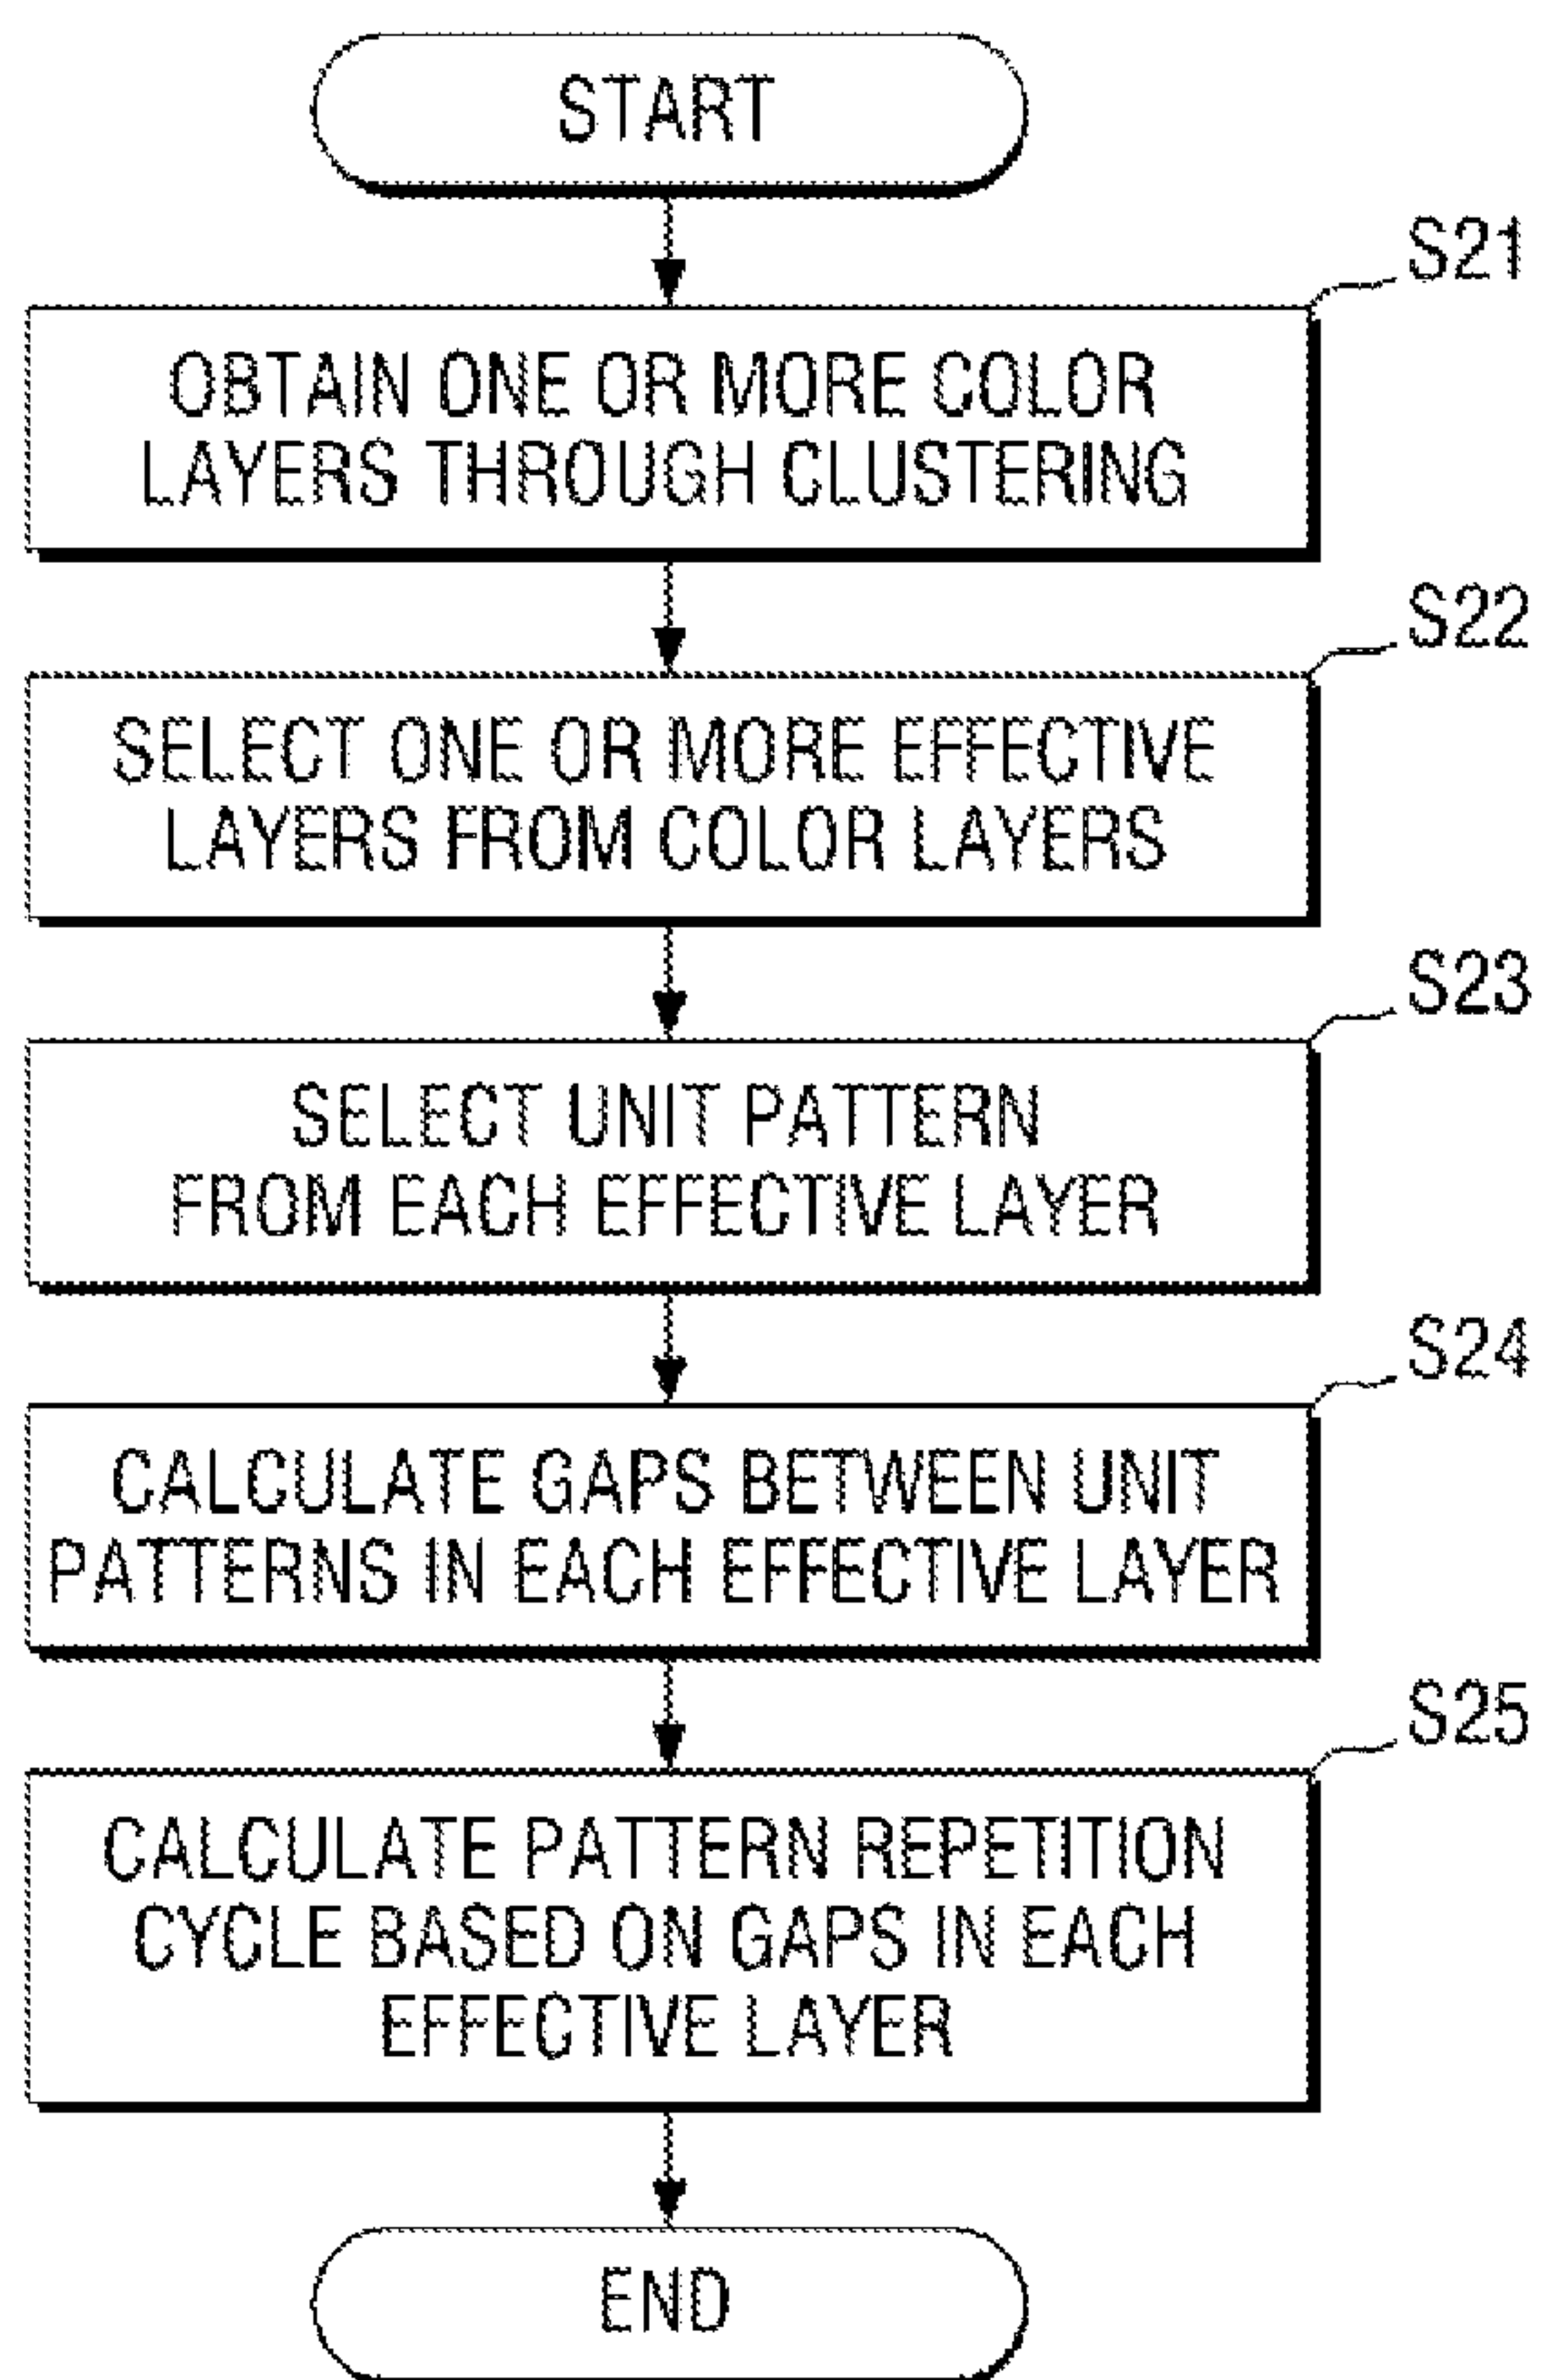 START
S21
OBTAIN ONE OR MORE COLOR
LAYERS THROUGH CLUSTERING
S22
SELECT ONE OR MORE EFFECTIVE
LAYERS FROM COLOR LAYERS
S23
SELECT UNIT PATTERN
FROM EACH EFFECTIVE LAYER
S24
CALCULATE GAPS BETWEEN UNIT
PATTERNS IN EACH EFFECTIVE LAYER
S25
CALCULATE PATTERN REPETITION
CYCLE BASED ON GAPS IN EACH
EFFECTIVE LAYER
END